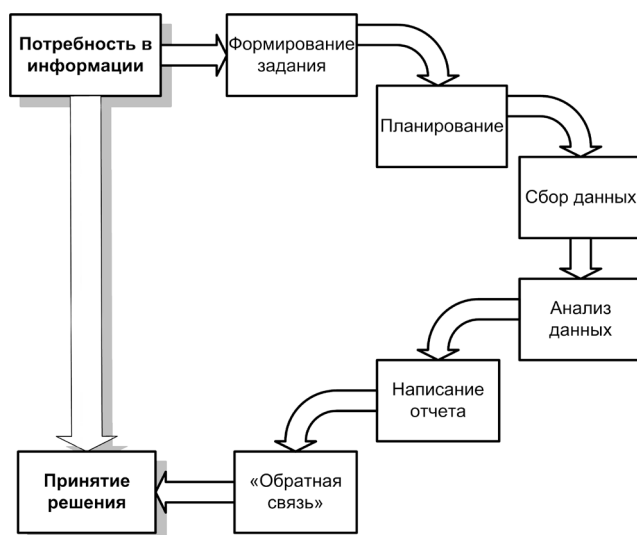 Потребность в
информации
Формирование
задания
Планирование
Сбор данных
Анализ
данных
Написание
отчета
«Обратная
связь»
Принятие
решения